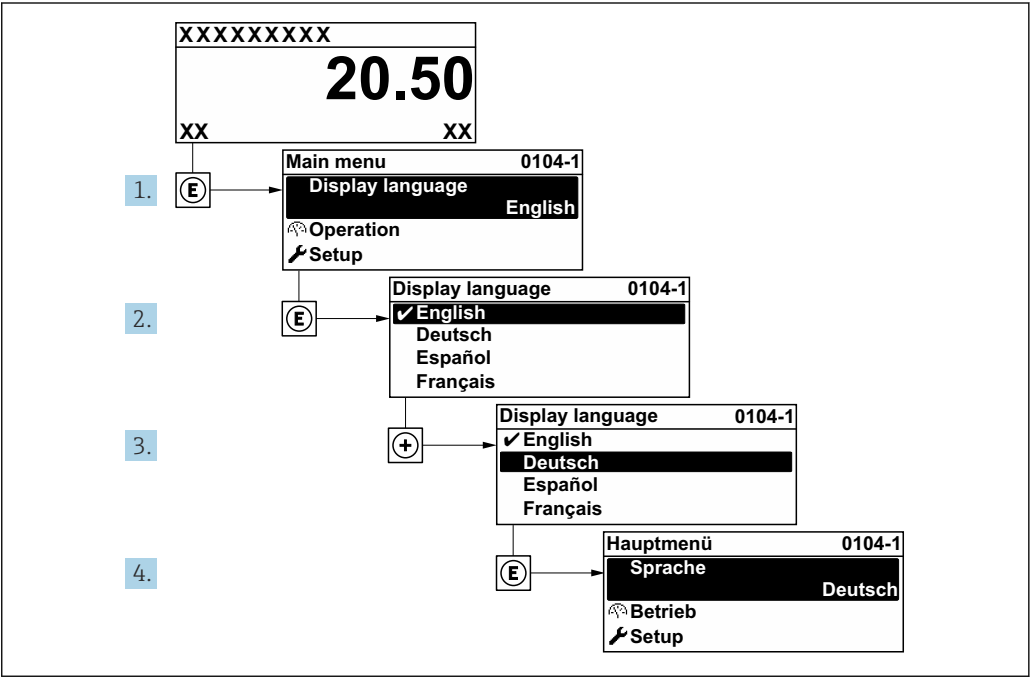 XXXXXXXXX
20.50
XX XX
1.
E
Main menu 0104-1
Display language
English
Operation
Setup
2.
E
Display language 0104-1
✔English
Deutsch
Español
Français
3.
+
Display language 0104-1
✔English
Deutsch
Español
Français
4.
E
Hauptmenü 0104-1
Sprache
Deutsch
Betrieb
Setup